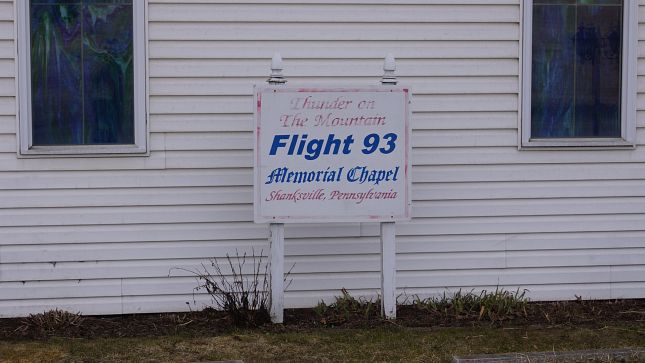 Thunder on
The Mountain
Flight 93
Memorial Chapel
Shanksville, Pennsylvania